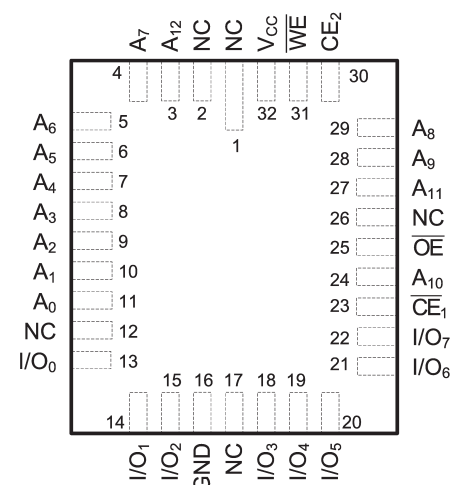 A7 A12 NC NC VCC W̅E̅ CE2
4 3 2 1 32 31 30
A6 5 29 A8
A5 6 28 A9
A4 7 27 A11
A3 8 26 NC
A2 9 25 O̅E̅
A1 10 24 A10
A0 11 23 C̅E̅1
NC 12 22 I/O7
I/O0 13 21 I/O6
14 15 16 17 18 19 20
I/O1 I/O2 GND NC I/O3 I/O4 I/O5